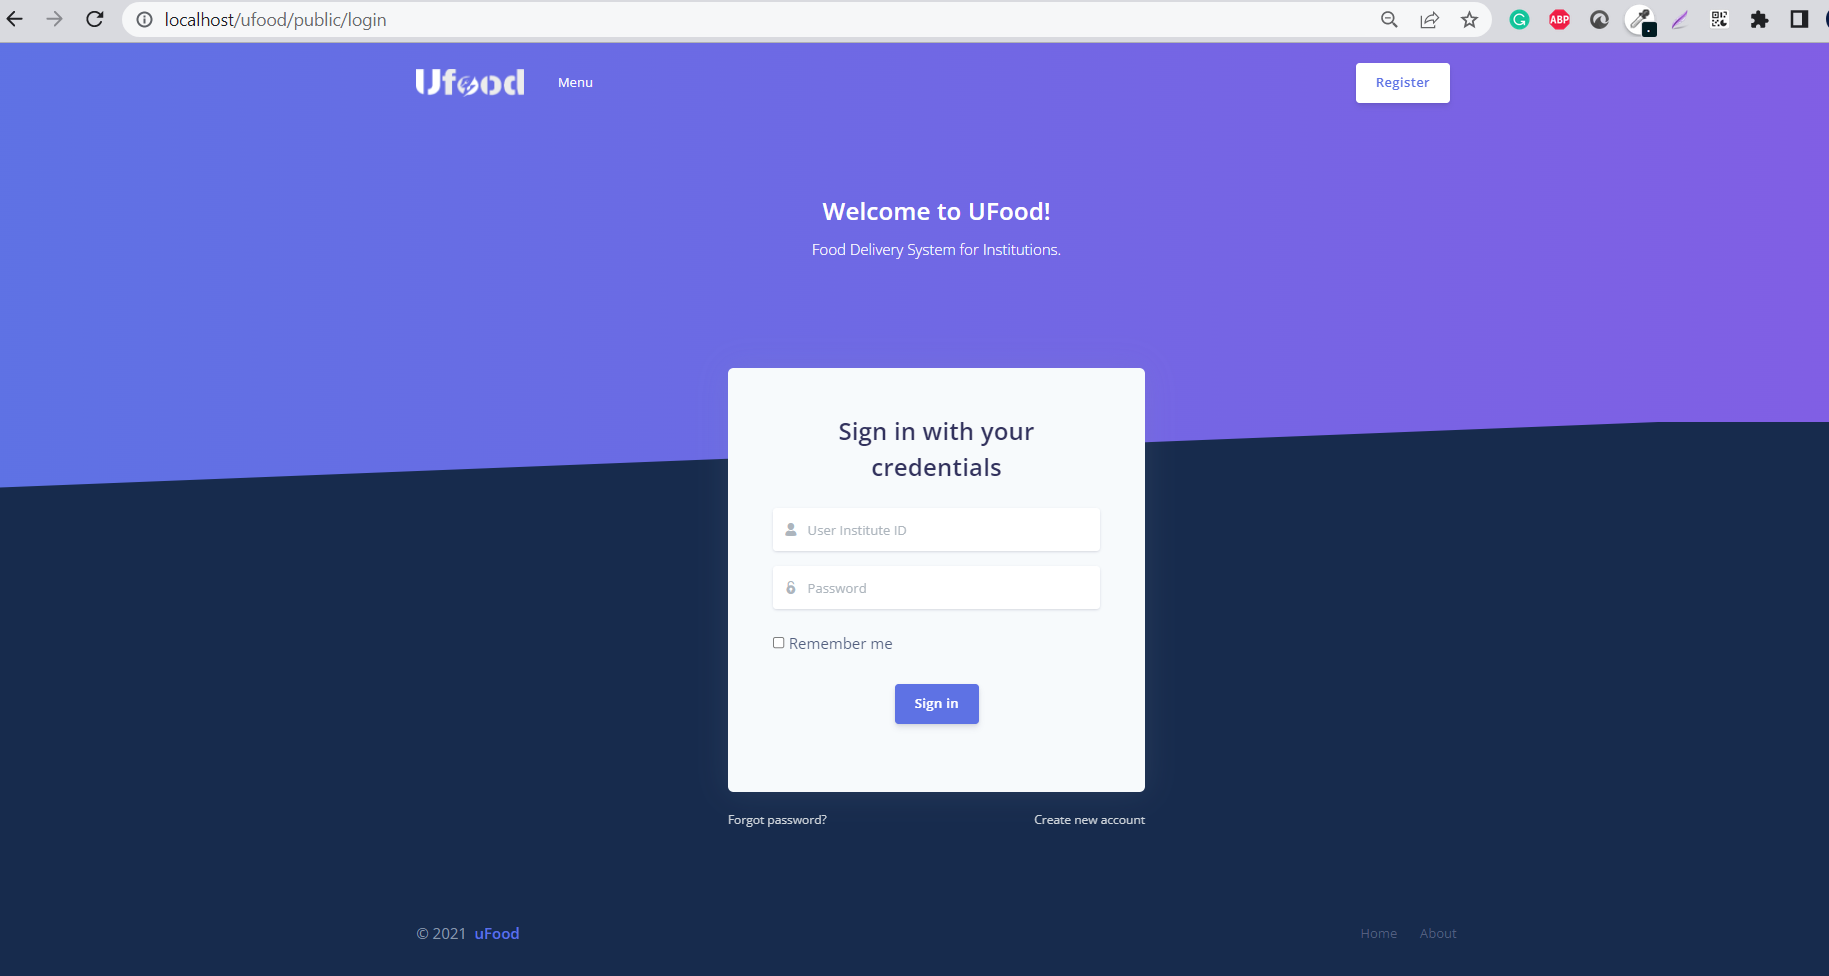 localhost/ufood/public/login
ABP
Ufood
Menu
Register
Welcome to UFood!
Food Delivery System for Institutions.
Sign in with your
credentials
User Institute ID
Password
Remember me
Sign in
Forgot password?
Create new account
© 2021 uFood
Home
About